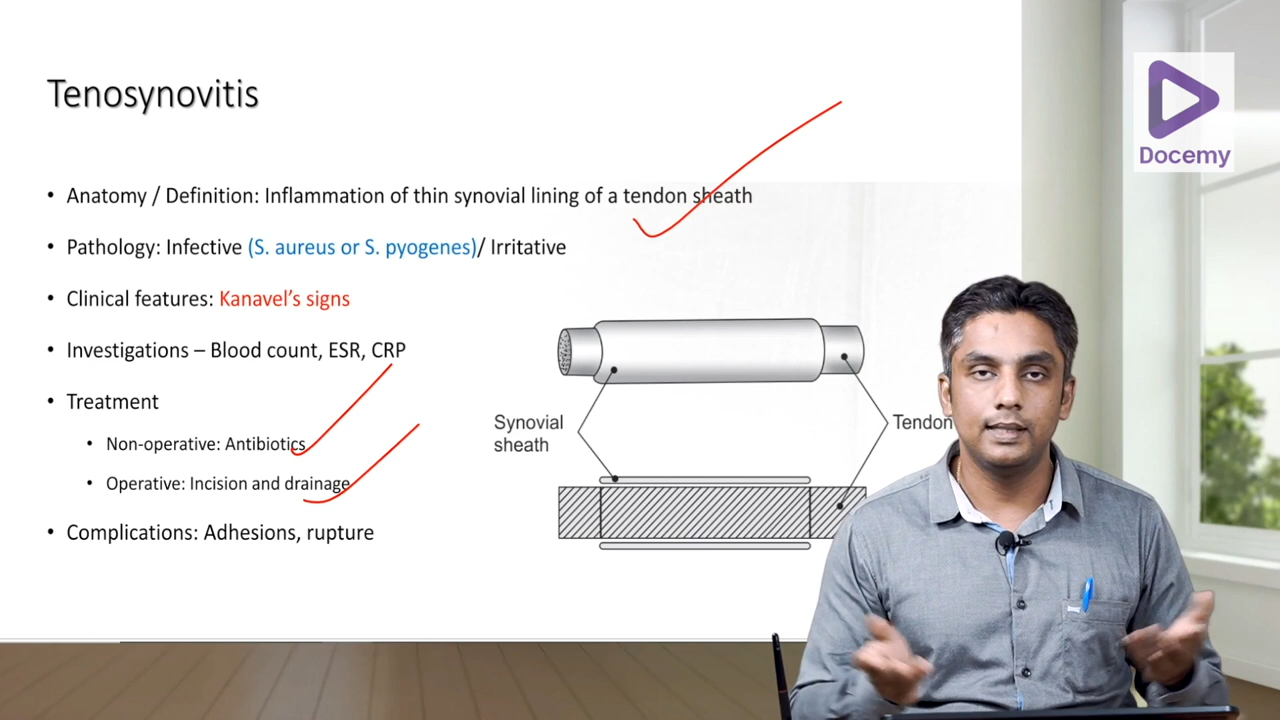 Tenosynovitis
Docemy
• Anatomy / Definition: Inflammation of thin synovial lining of a tendon sheath
• Pathology: Infective (S. aureus or S. pyogenes)/ Irritative
• Clinical features: Kanavel's signs
• Investigations – Blood count, ESR, CRP
• Treatment
• Non-operative: Antibiotics
• Operative: Incision and drainage
• Complications: Adhesions, rupture
Synovial
sheath
Tendon